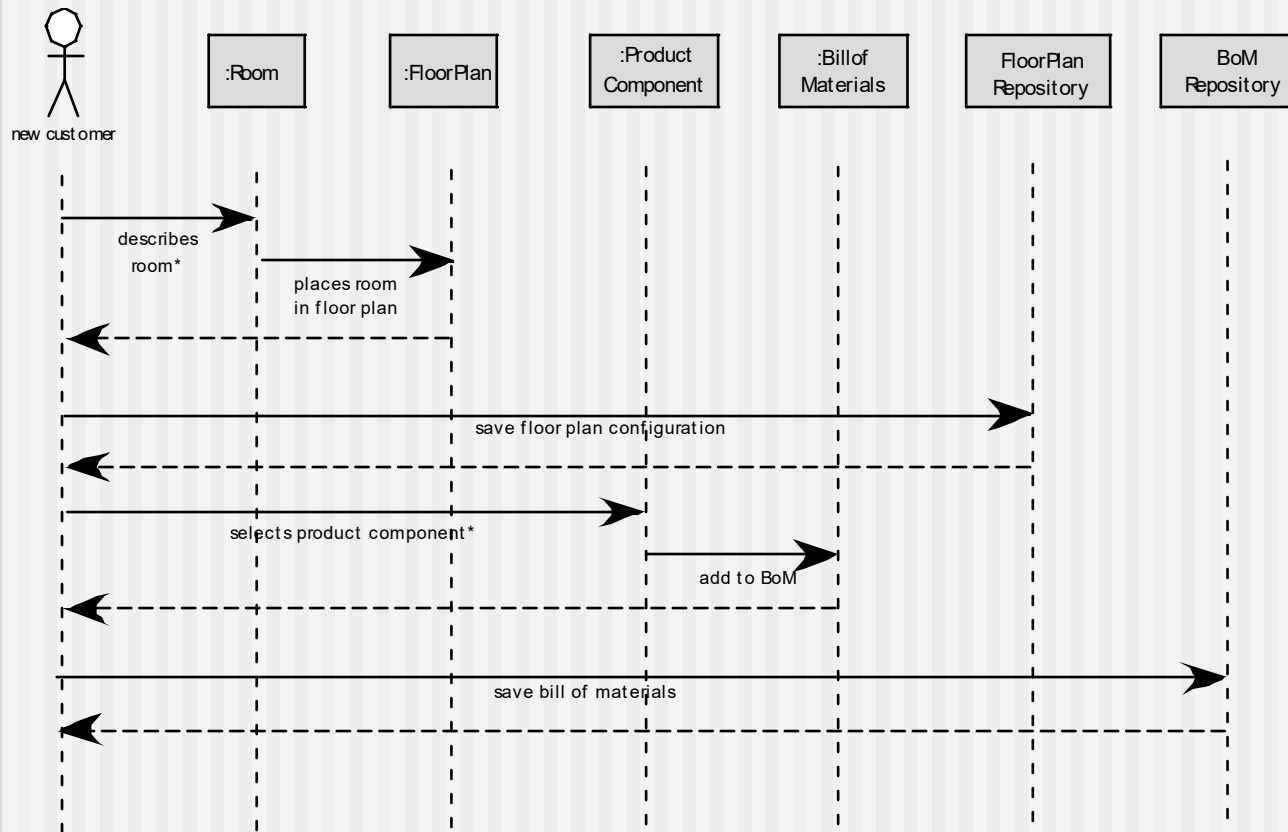 new customer
:Room
:FloorPlan
:Product
Component
:Billof
Materials
FloorPlan
Repository
BoM
Repository
describes
room*
places room
in floor plan
save floor plan configuration
selects product component*
add to BoM
save bill of materials